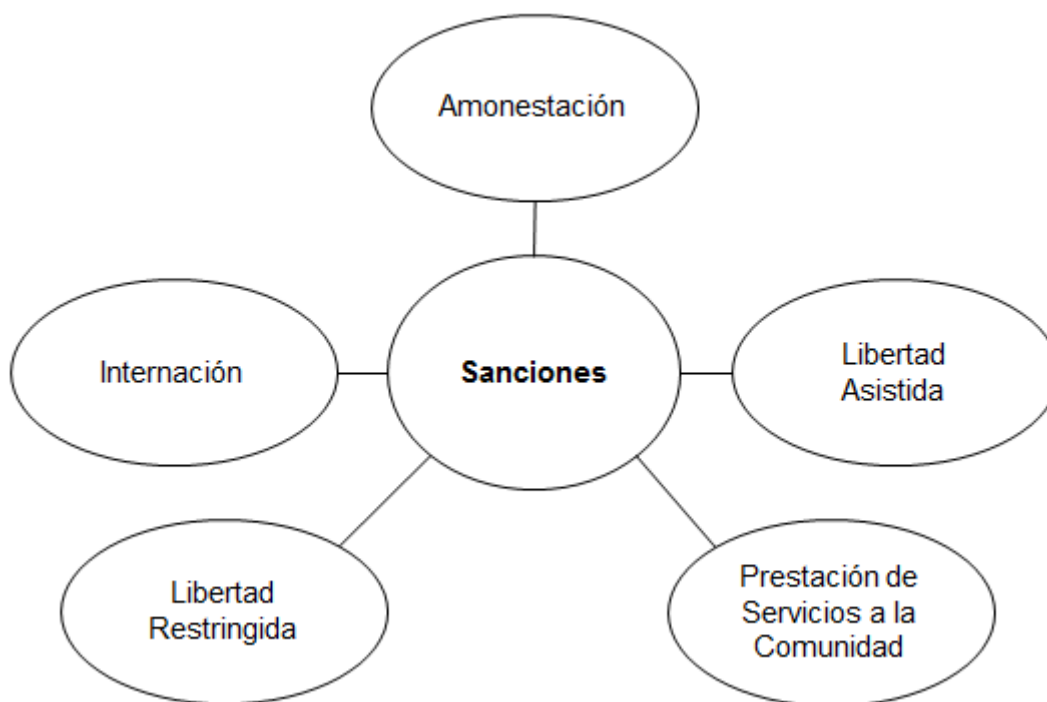 Amonestación
Internación
Sanciones
Libertad
Asistida
Libertad
Restringida
Prestación de
Servicios a la
Comunidad